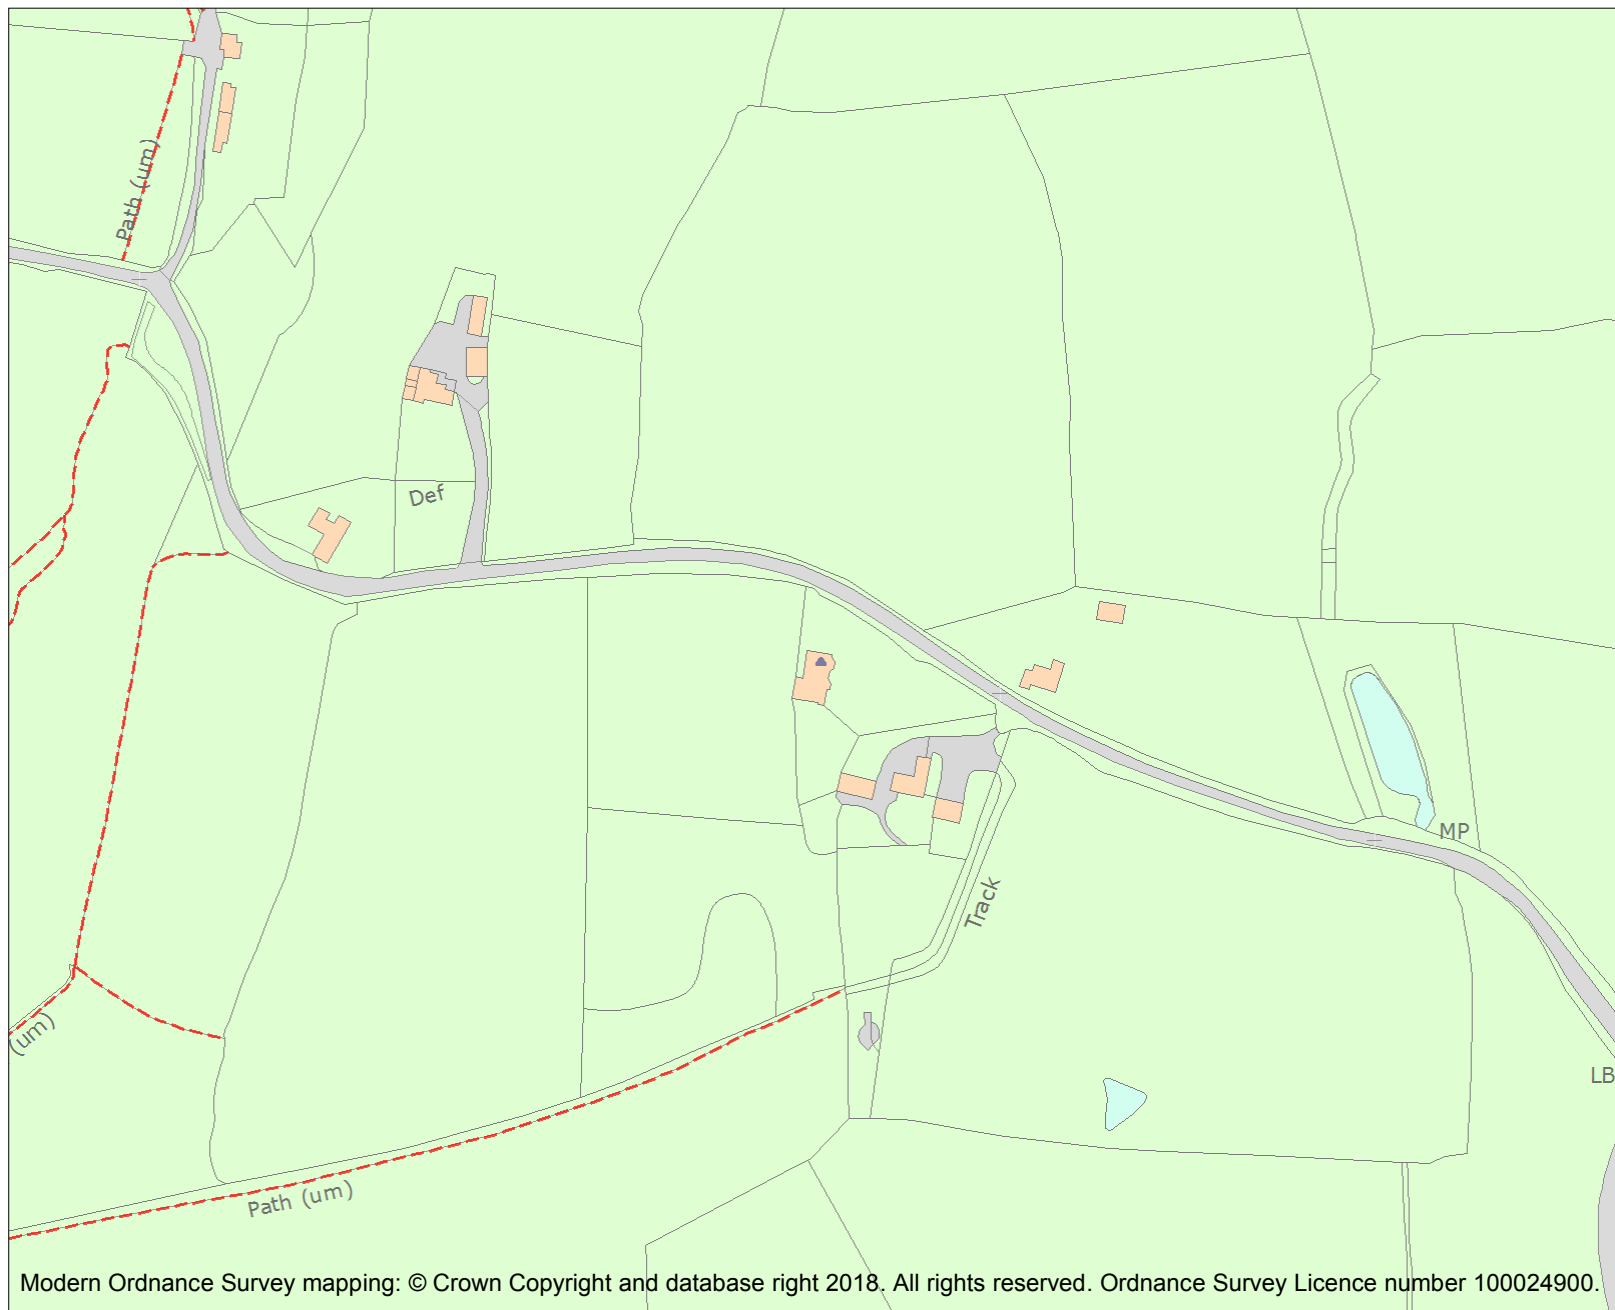 Path (um)
Def
MP
Track
(um)
LB
Path (um)
Modern Ordnance Survey mapping: © Crown Copyright and database right 2018. All rights reserved. Ordnance Survey Licence number 100024900.